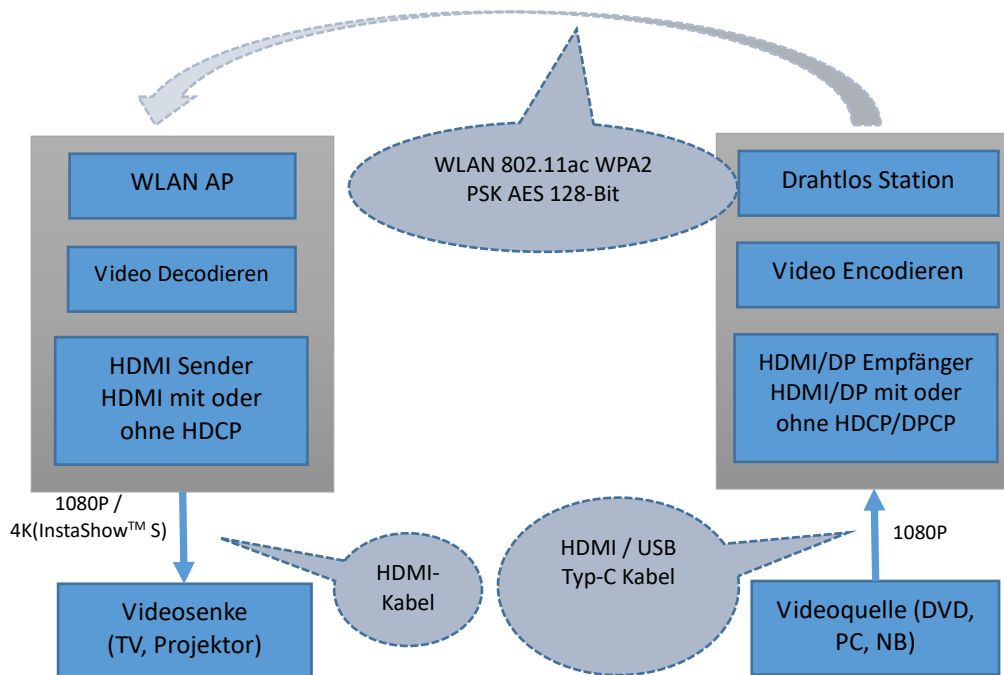 WLAN AP
Video Decodieren
HDMI Sender
HDMI mit oder
ohne HDCP
1080P /
4K(InstaShow™ S)
Videosenke
(TV, Projektor)
HDMI-
Kabel
WLAN 802.11ac WPA2
PSK AES 128-Bit
Drahtlos Station
Video Encodieren
HDMI/DP Empfänger
HDMI/DP mit oder
ohne HDCP/DPCP
HDMI / USB
Typ-C Kabel
1080P
Videoquelle (DVD,
PC, NB)